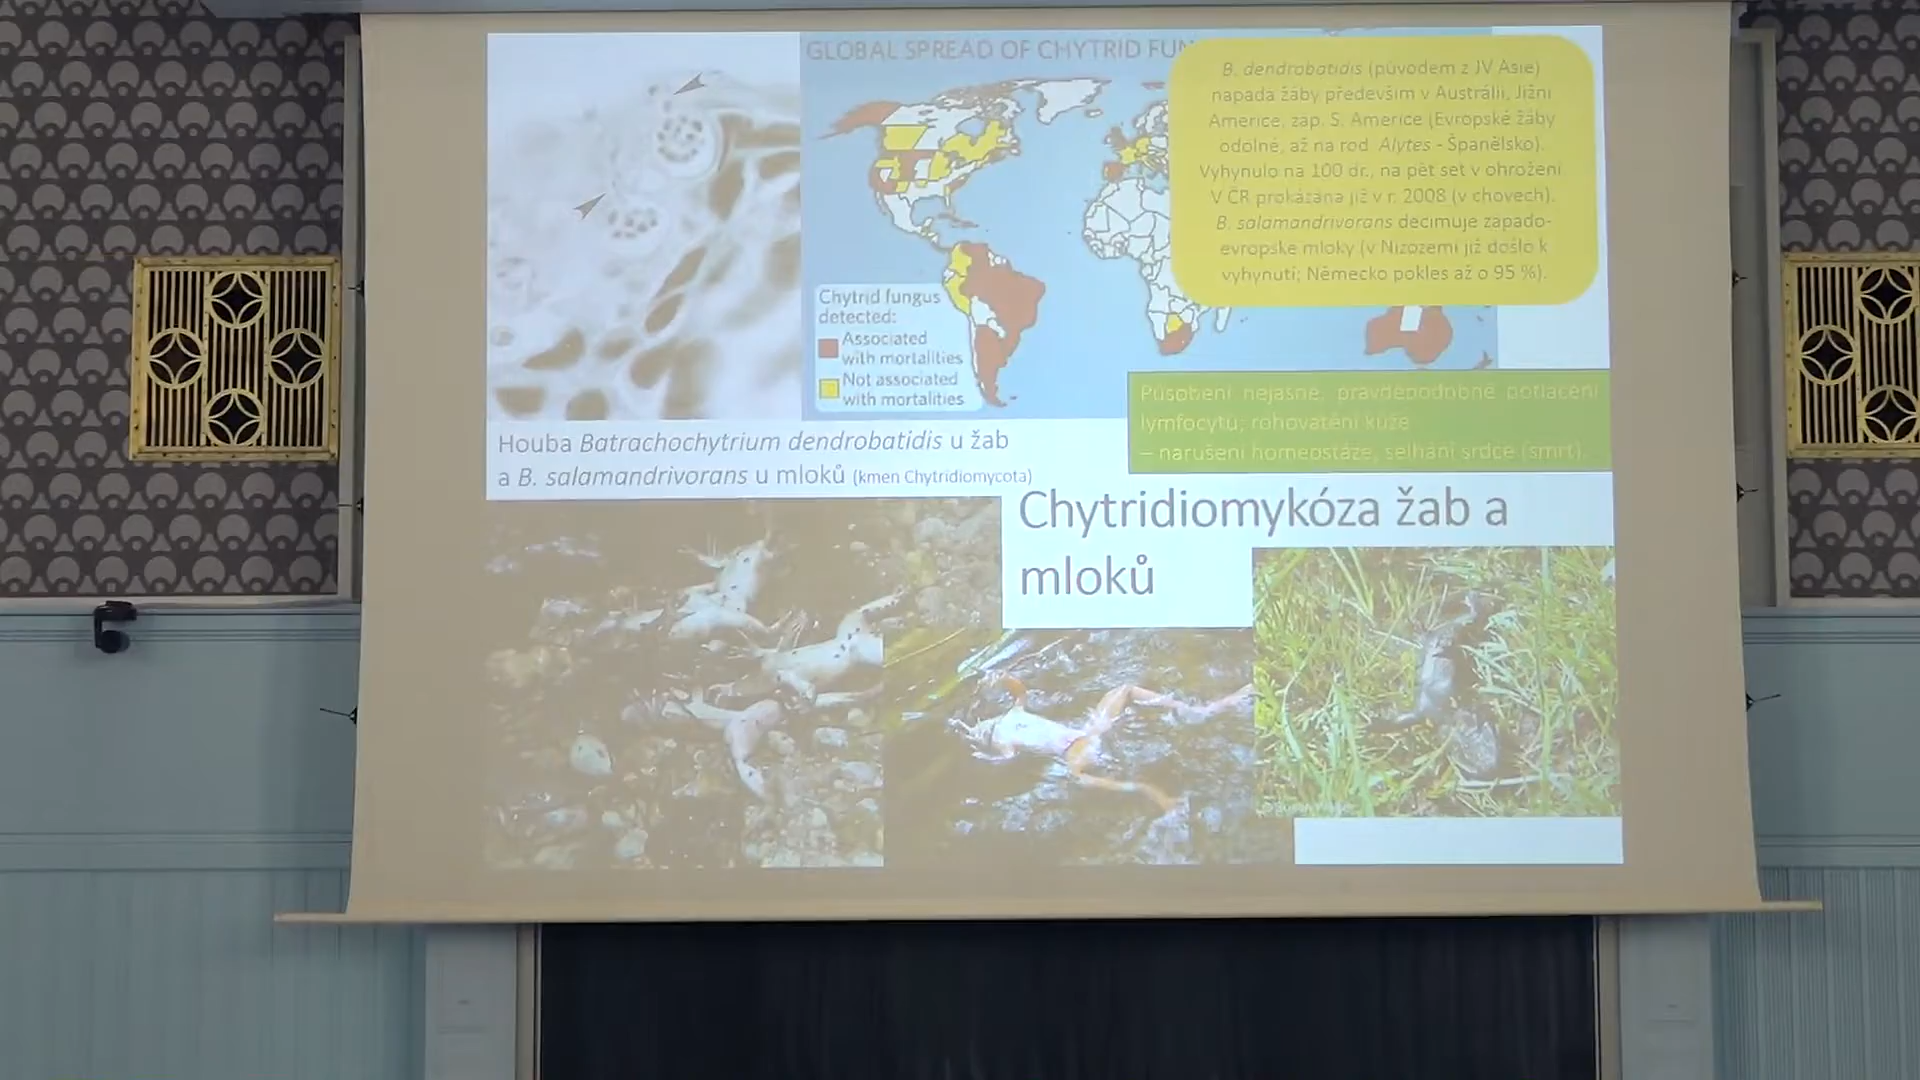 GLOBAL SPREAD OF CHYTRID FUN
B. dendrobatidis (původem z JV Asie)
napadá žáby především v Austrálii, Jižní
Americe, záp. S. Americe (Evropské žáby
odolné, až na rod Alytes - Španělsko).
Vyhynulo na 100 dr., na pět set v ohrožení
V ČR prokázána již v r. 2008 (v chovech).
B. salamandrivorans decimuje západo-
evropské mloky (v Nizozemí již došlo k
vyhynutí; Německo pokles až o 95 %).
Chytrid fungus
detected:
Associated
with mortalities
Not associated
with mortalities
Působení nejasné, pravděpodobně potlačení
lymfocytů, rohovatění kůže
– narušení homeostáze, selhání srdce (smrt).
Houba Batrachochytrium dendrobatidis u žab
a B. salamandrivorans u mloků (kmen Chytridiomycota)
Chytridiomykóza žab a
mloků